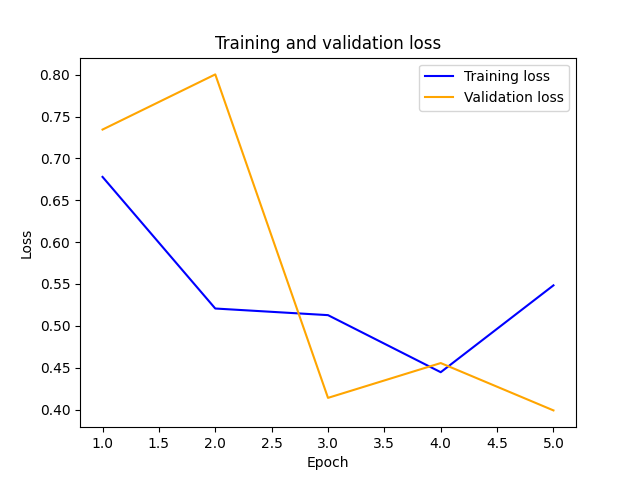 Training and validation loss
Training loss
Validation loss
0.80
0.75
0.70
0.65
0.60
0.55
0.50
0.45
0.40
Loss
1.0 1.5 2.0 2.5 3.0 3.5 4.0 4.5 5.0
Epoch